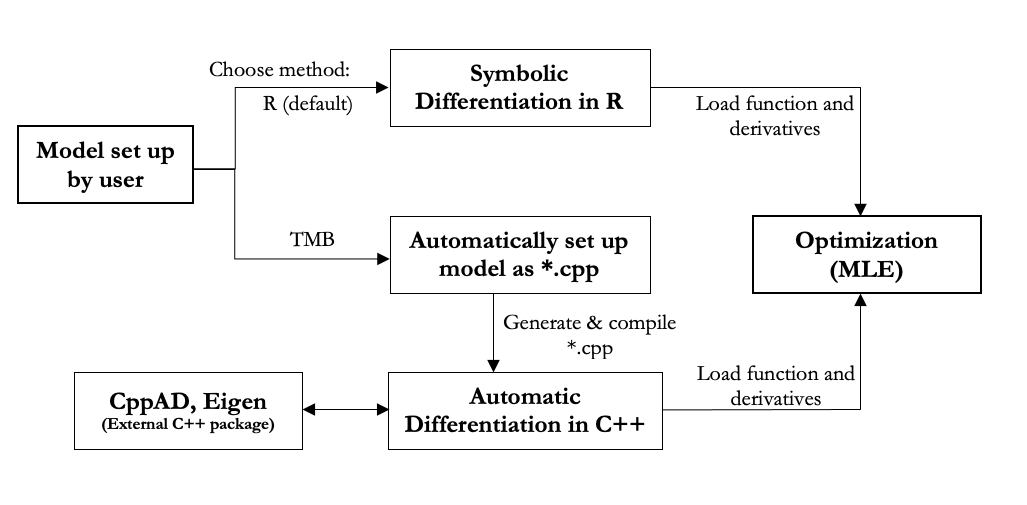 Choose method:
R (default)
Symbolic
Differentiation in R
Load function and
derivatives
Model set up
by user
TMB
Automatically set up
model as *.cpp
Optimization
(MLE)
Generate & compile
*.cpp
Load function and
derivatives
CppAD, Eigen
(External C++ package)
Automatic
Differentiation in C++